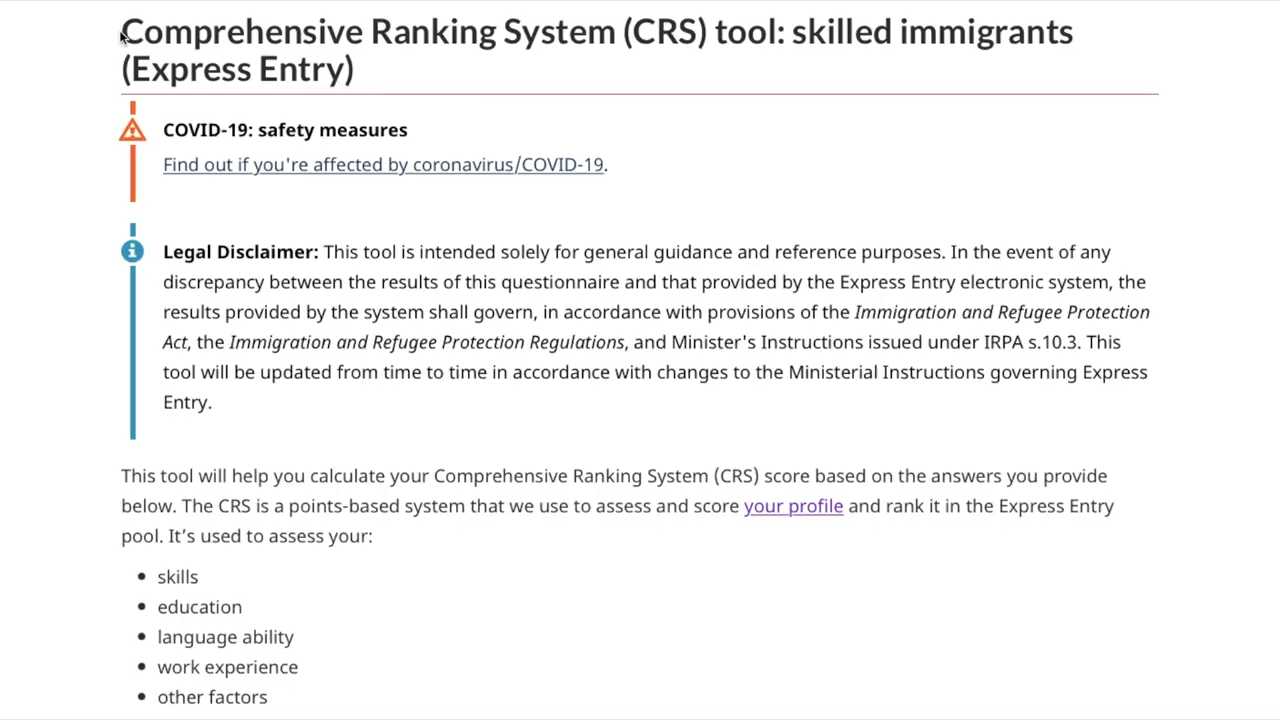 Comprehensive Ranking System (CRS) tool: skilled immigrants
(Express Entry)
COVID-19: safety measures
Find out if you're affected by coronavirus/COVID-19.
Legal Disclaimer: This tool is intended solely for general guidance and reference purposes. In the event of any
discrepancy between the results of this questionnaire and that provided by the Express Entry electronic system, the
results provided by the system shall govern, in accordance with provisions of the Immigration and Refugee Protection
Act, the Immigration and Refugee Protection Regulations, and Minister's Instructions issued under IRPA s.10.3. This
tool will be updated from time to time in accordance with changes to the Ministerial Instructions governing Express
Entry.
This tool will help you calculate your Comprehensive Ranking System (CRS) score based on the answers you provide
below. The CRS is a points-based system that we use to assess and score your profile and rank it in the Express Entry
pool. It’s used to assess your:
• skills
• education
• language ability
• work experience
• other factors